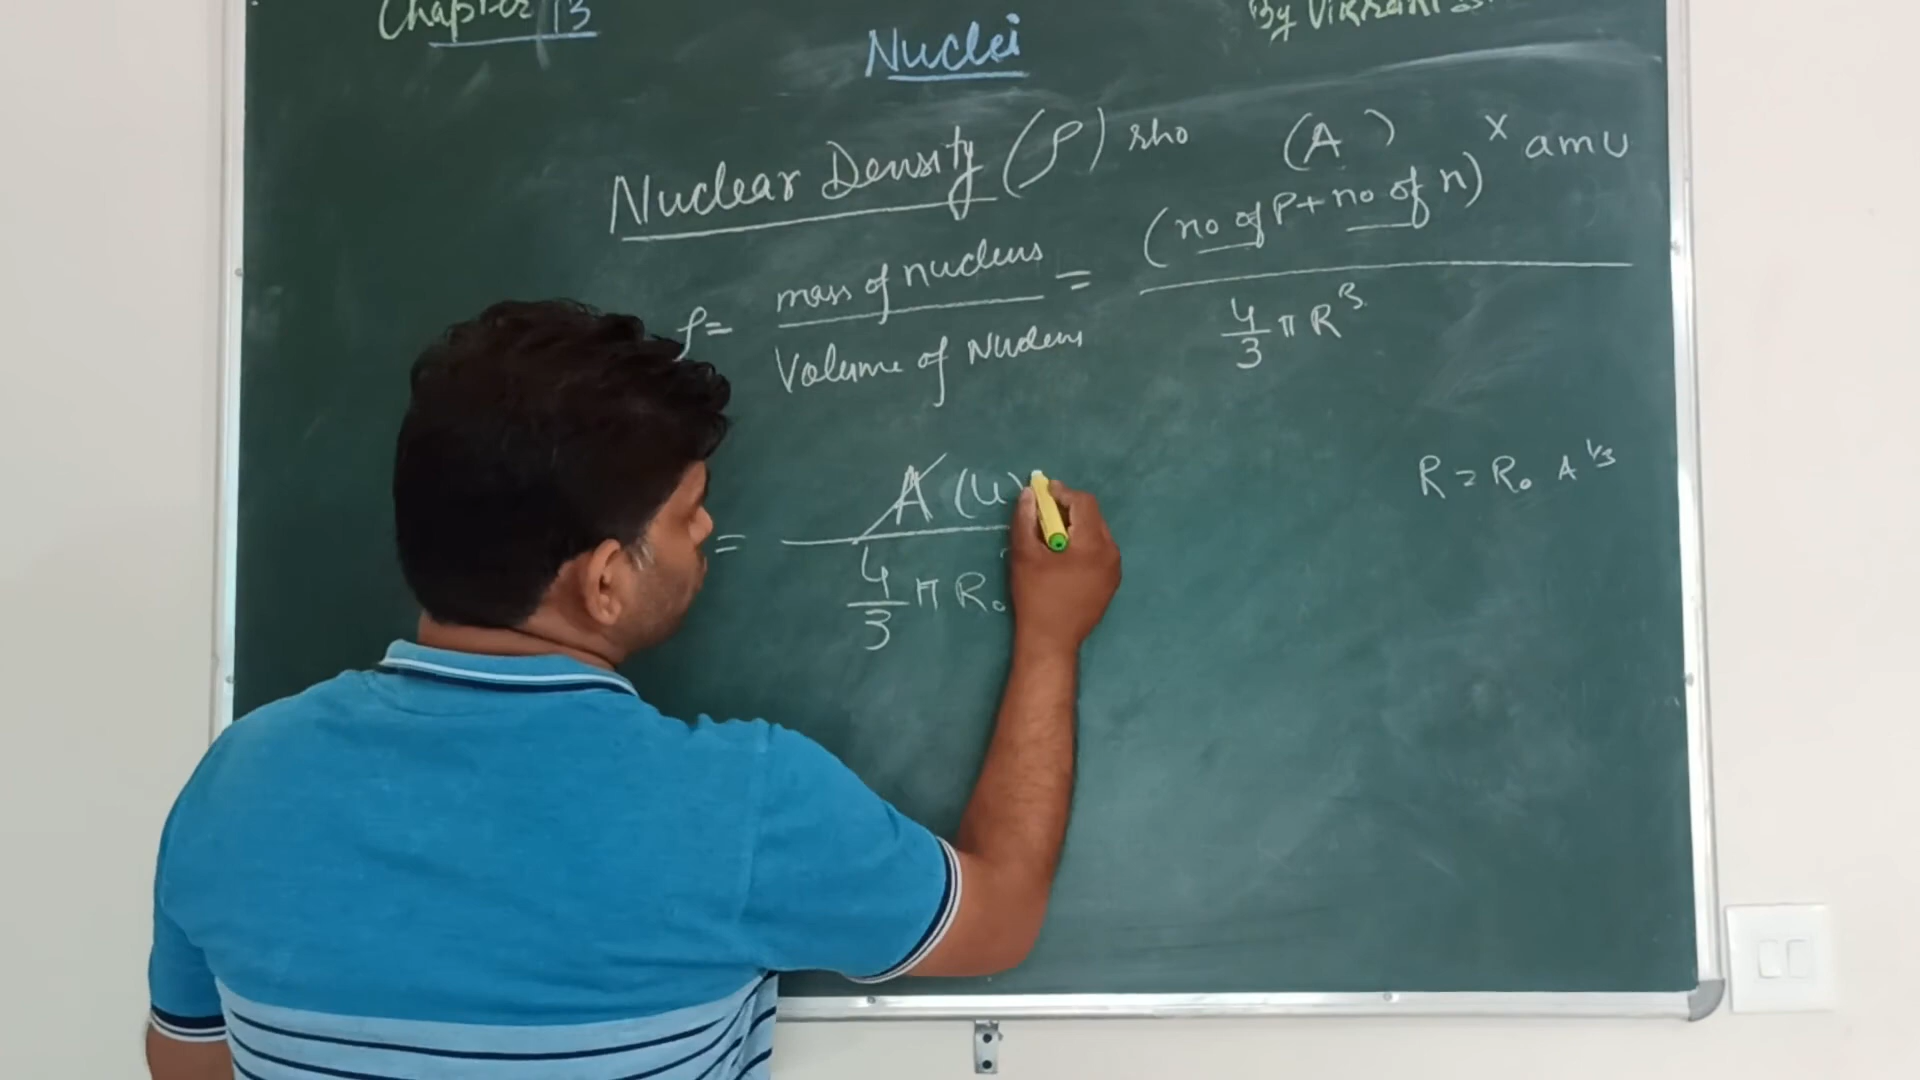 Chapter 13
By Vikrant
Nuclei
Nuclear Density (ρ) rho
(A) × amu
ρ = mass of nucleus / Volume of Nucleus = (no of P + no of n) / 4/3 π R³
R = R₀ A^1/3
= A (u) / 4/3 π R₀